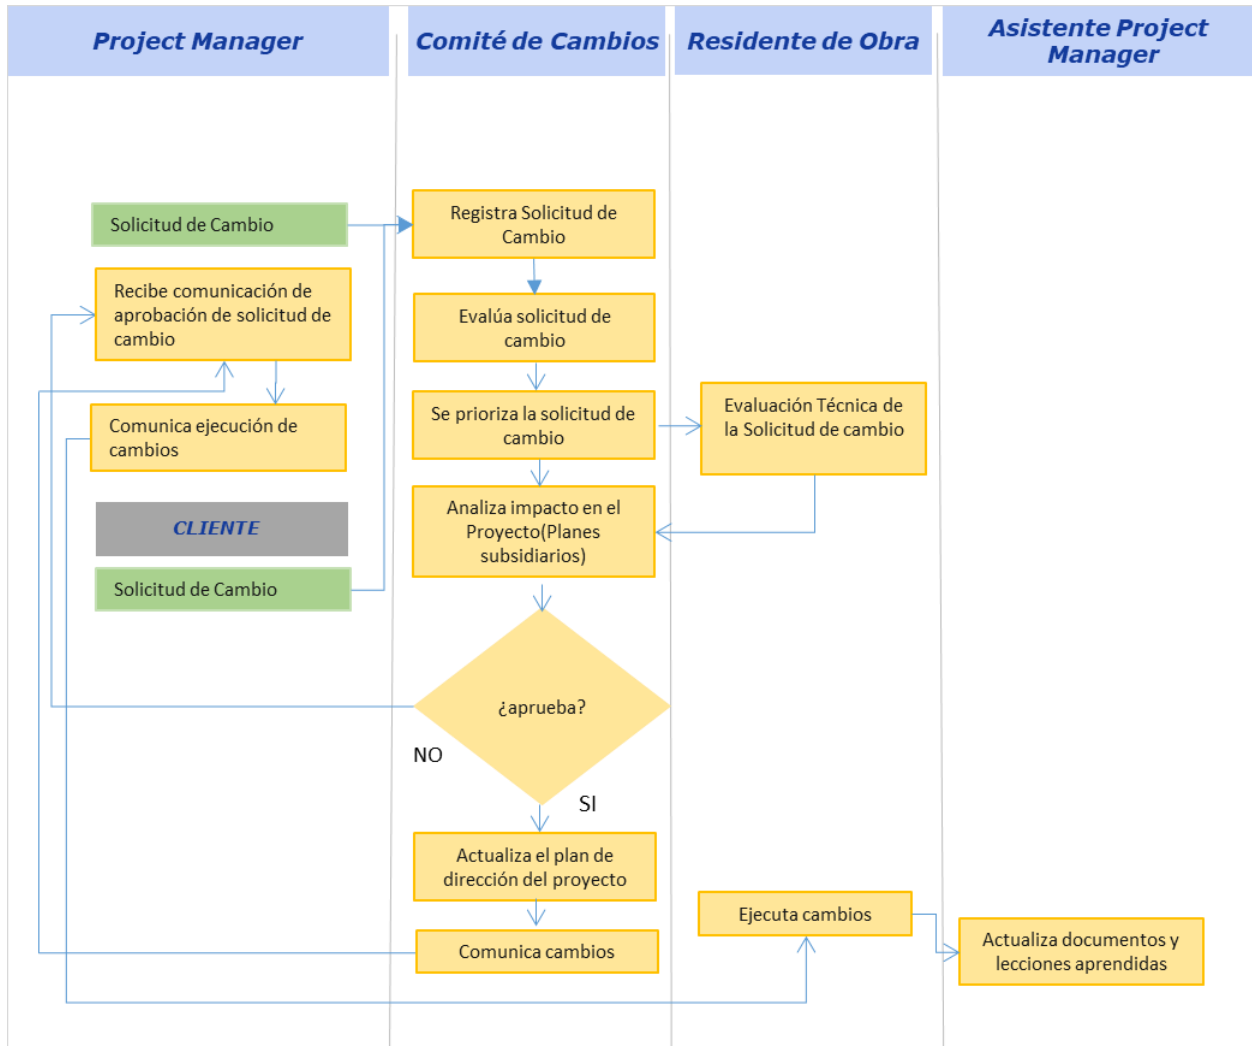 Project Manager
Comité de Cambios
Residente de Obra
Asistente Project
Manager
Solicitud de Cambio
Registra Solicitud de
Cambio
Recibe comunicación de
aprobación de solicitud de
cambio
Evalúa solicitud de
cambio
Comunica ejecución de
cambios
Se prioriza la solicitud de
cambio
Evaluación Técnica de
la Solicitud de cambio
CLIENTE
Analiza impacto en el
Proyecto(Planes
subsidiarios)
Solicitud de Cambio
¿aprueba?
NO
SI
Actualiza el plan de
dirección del proyecto
Comunica cambios
Ejecuta cambios
Actualiza documentos y
lecciones aprendidas